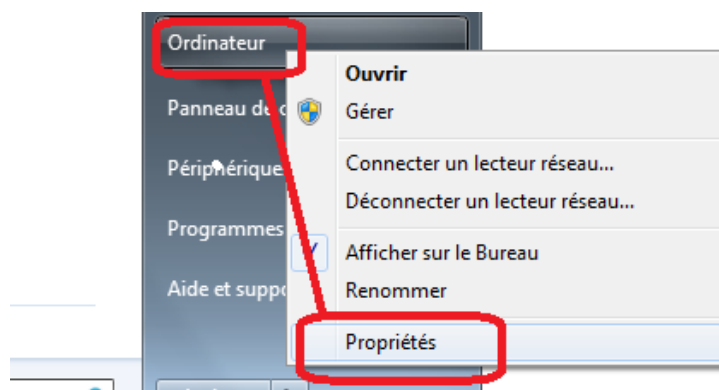 Ordinateur
Ouvrir
Panneau de
Gérer
Périphérique
Connecter un lecteur réseau...
Déconnecter un lecteur réseau...
Programmes
Afficher sur le Bureau
Aide et suppo
Renommer
Propriétés